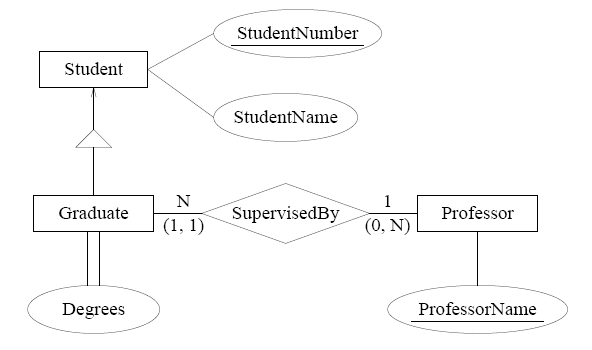 StudentNumber
Student
StudentName
Graduate
N
(1, 1)
SupervisedBy
1
(0, N)
Professor
Degrees
ProfessorName